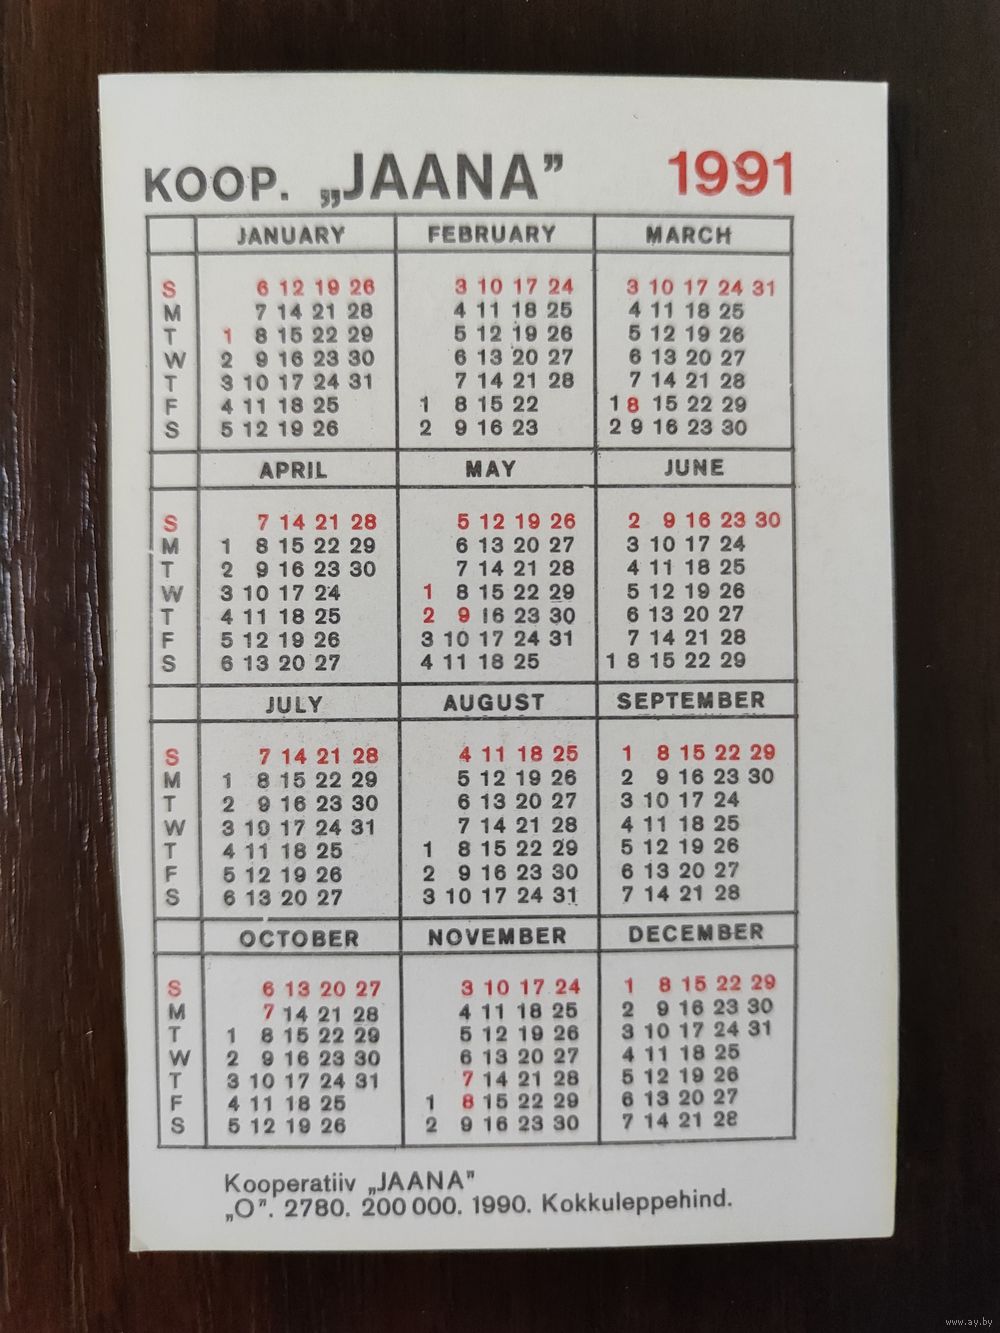 KOOP. „JAANA” 1991
JANUARY FEBRUARY MARCH
S 6 12 19 26 3 10 17 24 3 10 17 24 31
M 7 14 21 28 4 11 18 25 4 11 18 25
T 1 8 15 22 29 5 12 19 26 5 12 19 26
W 2 9 16 23 30 6 13 20 27 6 13 20 27
T 3 10 17 24 31 7 14 21 28 7 14 21 28
F 4 11 18 25 1 8 15 22 1 8 15 22 29
S 5 12 19 26 2 9 16 23 2 9 16 23 30
APRIL MAY JUNE
S 7 14 21 28 5 12 19 26 2 9 16 23 30
M 1 8 15 22 29 6 13 20 27 3 10 17 24
T 2 9 16 23 30 7 14 21 28 4 11 18 25
W 3 10 17 24 1 8 15 22 29 5 12 19 26
T 4 11 18 25 2 9 16 23 30 6 13 20 27
F 5 12 19 26 3 10 17 24 31 7 14 21 28
S 6 13 20 27 4 11 18 25 1 8 15 22 29
JULY AUGUST SEPTEMBER
S 7 14 21 28 4 11 18 25 1 8 15 22 29
M 1 8 15 22 29 5 12 19 26 2 9 16 23 30
T 2 9 16 23 30 6 13 20 27 3 10 17 24
W 3 10 17 24 31 7 14 21 28 4 11 18 25
T 4 11 18 25 1 8 15 22 29 5 12 19 26
F 5 12 19 26 2 9 16 23 30 6 13 20 27
S 6 13 20 27 3 10 17 24 31 7 14 21 28
OCTOBER NOVEMBER DECEMBER
S 6 13 20 27 3 10 17 24 1 8 15 22 29
M 7 14 21 28 4 11 18 25 2 9 16 23 30
T 1 8 15 22 29 5 12 19 26 3 10 17 24 31
W 2 9 16 23 30 6 13 20 27 4 11 18 25
T 3 10 17 24 31 7 14 21 28 5 12 19 26
F 4 11 18 25 1 8 15 22 29 6 13 20 27
S 5 12 19 26 2 9 16 23 30 7 14 21 28
Kooperatiiv „JAANA”
„O”. 2780. 200 000. 1990. Kokkuleppehind.
www.ay.by